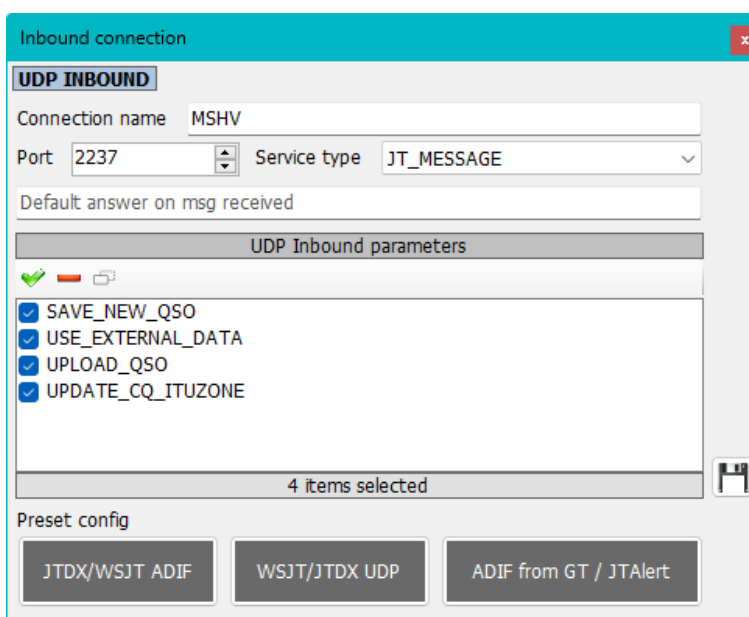 Inbound connection
x
UDP INBOUND
Connection name MSHV
Port 2237 Service type JT_MESSAGE
Default answer on msg received
UDP Inbound parameters
SAVE_NEW_QSO
USE_EXTERNAL_DATA
UPLOAD_QSO
UPDATE_CQ_ITUZONE
4 items selected
Preset config
JTDX/WSJT ADIF WSJT/JTDX UDP ADIF from GT / JTAlert